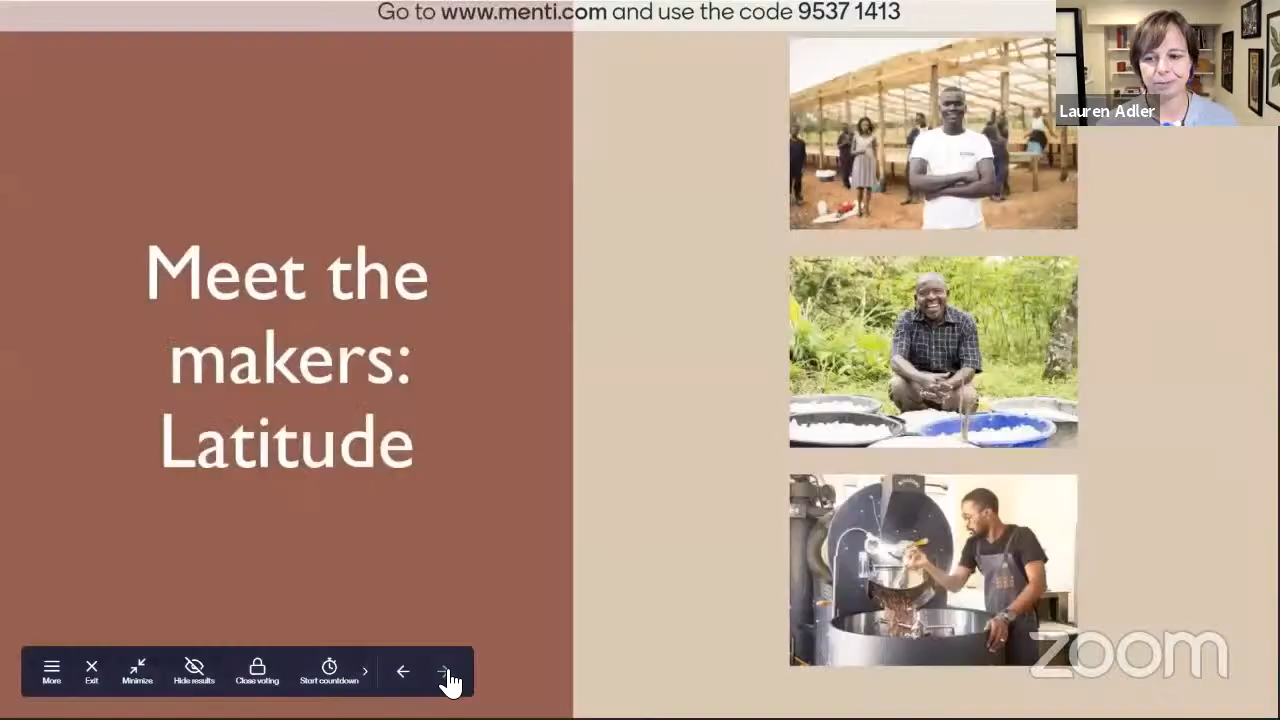 Go to www.menti.com and use the code 9537 1413
Lauren Adler
Meet the
makers:
Latitude
More
Exit
Minimize
Hide results
Close voting
Start countdown
zoom